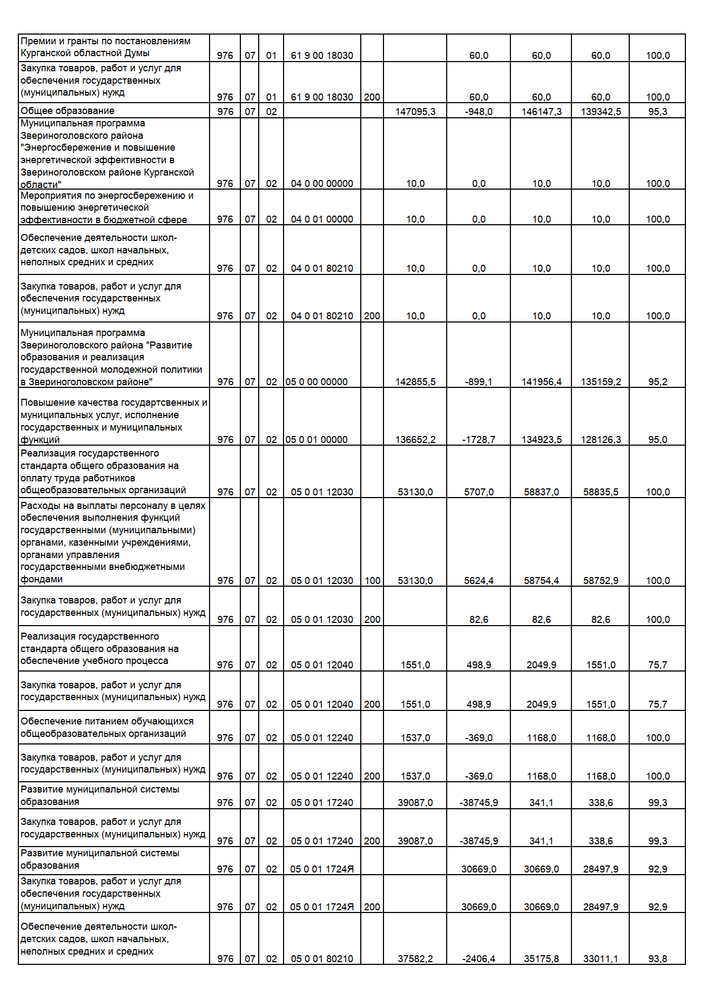 Премии и гранты по постановлениям
Курганской областной Думы 976 07 01 61 9 00 18030 60,0 60,0 60,0 100,0
Закупка товаров, работ и услуг для
обеспечения государственных
(муниципальных) нужд 976 07 01 61 9 00 18030 200 60,0 60,0 60,0 100,0
Общее образование 976 07 02 147095,3 -948,0 146147,3 139342,5 95,3
Муниципальная программа
Звериноголовского района
"Энергосбережение и повышение
энергетической эффективности в
Звериноголовском районе Курганской
области" 976 07 02 04 0 00 00000 10,0 0,0 10,0 10,0 100,0
Мероприятия по энергосбережению и
повышению энергетической
эффективности в бюджетной сфере 976 07 02 04 0 01 00000 10,0 0,0 10,0 10,0 100,0
Обеспечение деятельности школ-
детских садов, школ начальных,
неполных средних и средних 976 07 02 04 0 01 80210 10,0 0,0 10,0 10,0 100,0
Закупка товаров, работ и услуг для
обеспечения государственных
(муниципальных) нужд 976 07 02 04 0 01 80210 200 10,0 0,0 10,0 10,0 100,0
Муниципальная программа
Звериноголовского района "Развитие
образования и реализация
государственной молодежной политики
в Звериноголовском районе" 976 07 02 05 0 00 00000 142855,5 -899,1 141956,4 135159,2 95,2
Повышение качества государтсвенных и
муниципальных услуг, исполнение
государственных и муниципальных
функций 976 07 02 05 0 01 00000 136652,2 -1728,7 134923,5 128126,3 95,0
Реализация государственного
стандарта общего образования на
оплату труда работников
общеобразовательных организаций 976 07 02 05 0 01 12030 53130,0 5707,0 58837,0 58835,5 100,0
Расходы на выплаты персоналу в целях
обеспечения выполнения функций
государственными (муниципальными)
органами, казенными учреждениями,
органами управления
государственными внебюджетными
фондами 976 07 02 05 0 01 12030 100 53130,0 5624,4 58754,4 58752,9 100,0
Закупка товаров, работ и услуг для
государственных (муниципальных) нужд 976 07 02 05 0 01 12030 200 82,6 82,6 82,6 100,0
Реализация государственного
стандарта общего образования на
обеспечение учебного процесса 976 07 02 05 0 01 12040 1551,0 498,9 2049,9 1551,0 75,7
Закупка товаров, работ и услуг для
государственных (муниципальных) нужд 976 07 02 05 0 01 12040 200 1551,0 498,9 2049,9 1551,0 75,7
Обеспечение питанием обучающихся
общеобразовательных организаций 976 07 02 05 0 01 12240 1537,0 -369,0 1168,0 1168,0 100,0
Закупка товаров, работ и услуг для
государственных (муниципальных) нужд 976 07 02 05 0 01 12240 200 1537,0 -369,0 1168,0 1168,0 100,0
Развитие муниципальной системы
образования 976 07 02 05 0 01 17240 39087,0 -38745,9 341,1 338,6 99,3
Закупка товаров, работ и услуг для
государственных (муниципальных) нужд 976 07 02 05 0 01 17240 200 39087,0 -38745,9 341,1 338,6 99,3
Развитие муниципальной системы
образования 976 07 02 05 0 01 1724Я 30669,0 30669,0 28497,9 92,9
Закупка товаров, работ и услуг для
обеспечения государственных
(муниципальных) нужд 976 07 02 05 0 01 1724Я 200 30669,0 30669,0 28497,9 92,9
Обеспечение деятельности школ-
детских садов, школ начальных,
неполных средних и средних 976 07 02 05 0 01 80210 37582,2 -2406,4 35175,8 33011,1 93,8